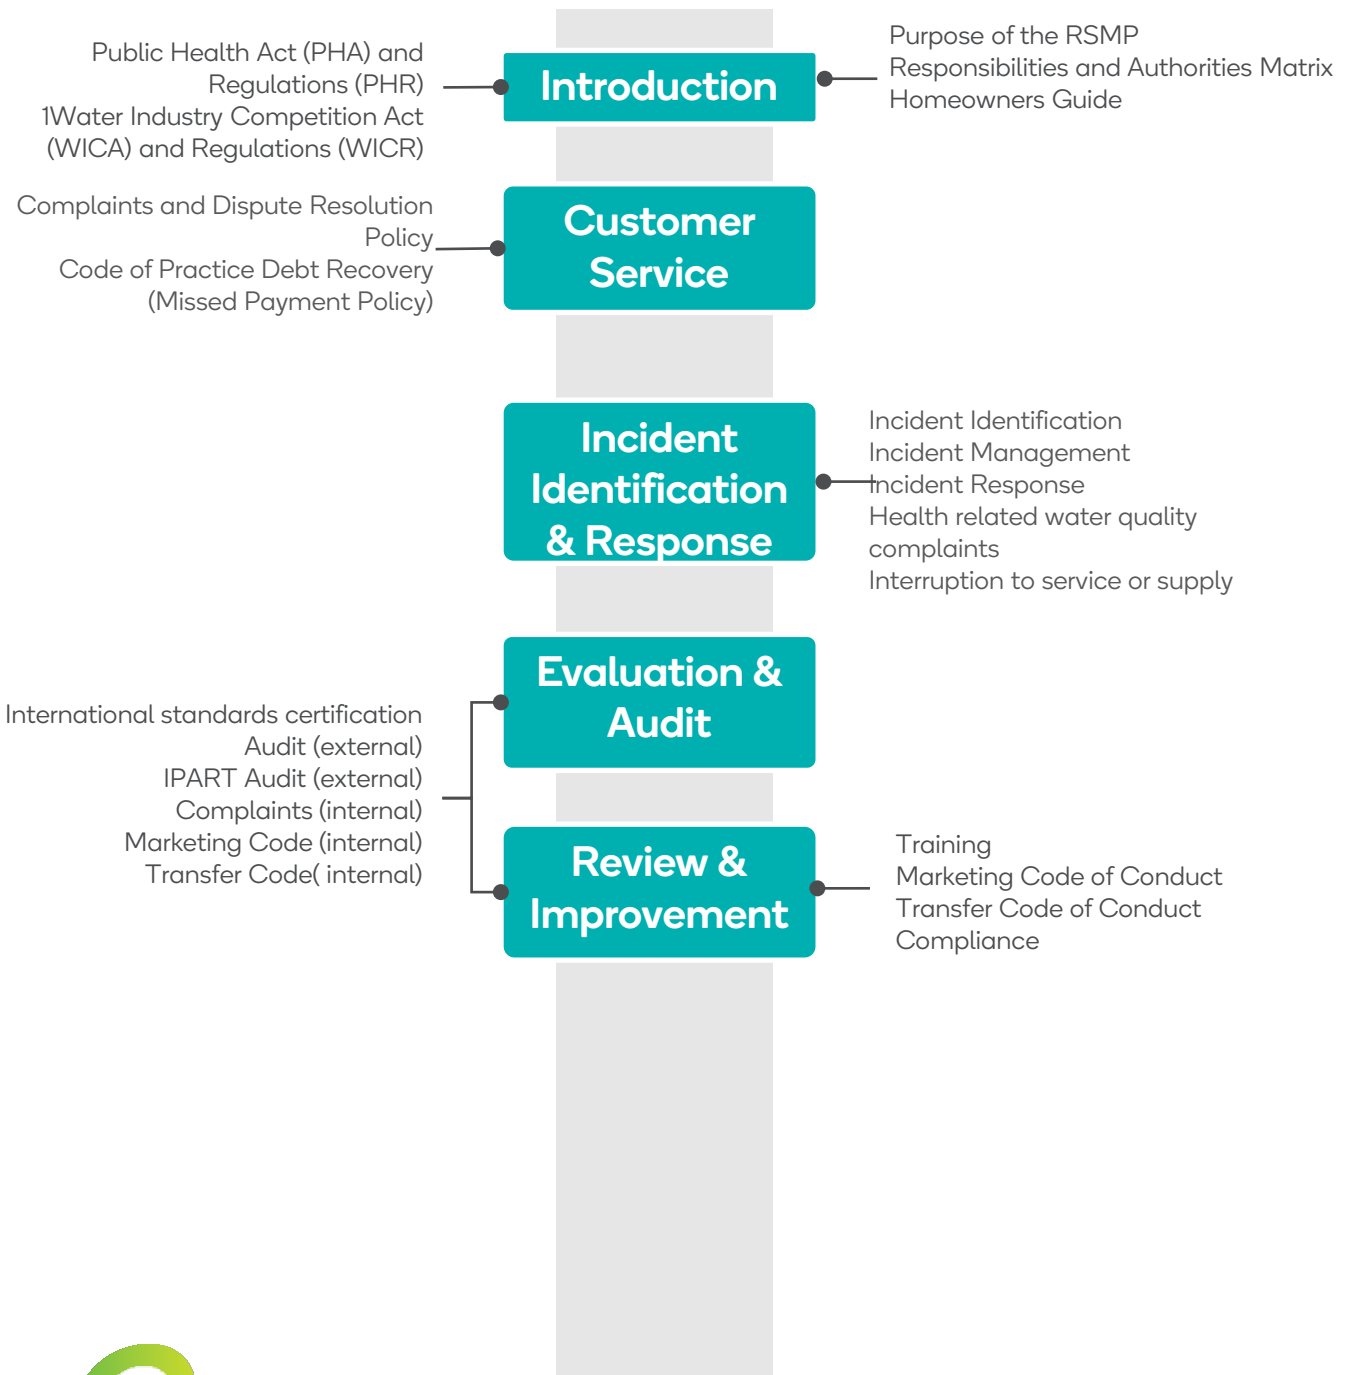 Public Health Act (PHA) and
Regulations (PHR)
1Water Industry Competition Act
(WICA) and Regulations (WICR)
Introduction
Purpose of the RSMP
Responsibilities and Authorities Matrix
Homeowners Guide
Complaints and Dispute Resolution
Policy
Code of Practice Debt Recovery
(Missed Payment Policy)
Customer
Service
Incident
Identification
& Response
Incident Identification
Incident Management
Incident Response
Health related water quality
complaints
Interruption to service or supply
Evaluation &
Audit
International standards certification
Audit (external)
IPART Audit (external)
Complaints (internal)
Marketing Code (internal)
Transfer Code( internal)
Review &
Improvement
Training
Marketing Code of Conduct
Transfer Code of Conduct
Compliance